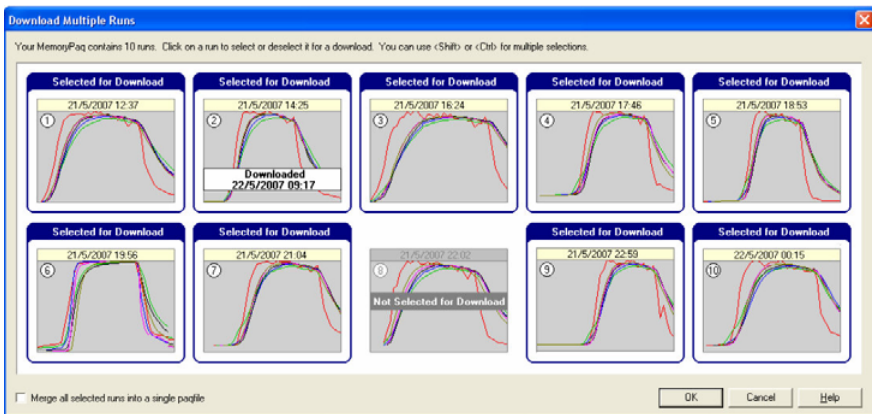 Download Multiple Runs
Your MemoryPaq contains 10 runs. Click on a run to select or deselect it for a download. You can use <Shift> or <Ctrl> for multiple selections.
Selected for Download
21/5/2007 12:37
1
Selected for Download
21/5/2007 14:25
2
Downloaded
22/5/2007 09:17
Selected for Download
21/5/2007 16:24
3
Selected for Download
21/5/2007 17:46
4
Selected for Download
21/5/2007 18:53
5
Selected for Download
21/5/2007 19:56
6
Selected for Download
21/5/2007 21:04
7
21/5/2007 22:02
8
Not Selected for Download
Selected for Download
21/5/2007 22:59
9
Selected for Download
22/5/2007 00:15
10
Merge all selected runs into a single paqfile
OK
Cancel
Help